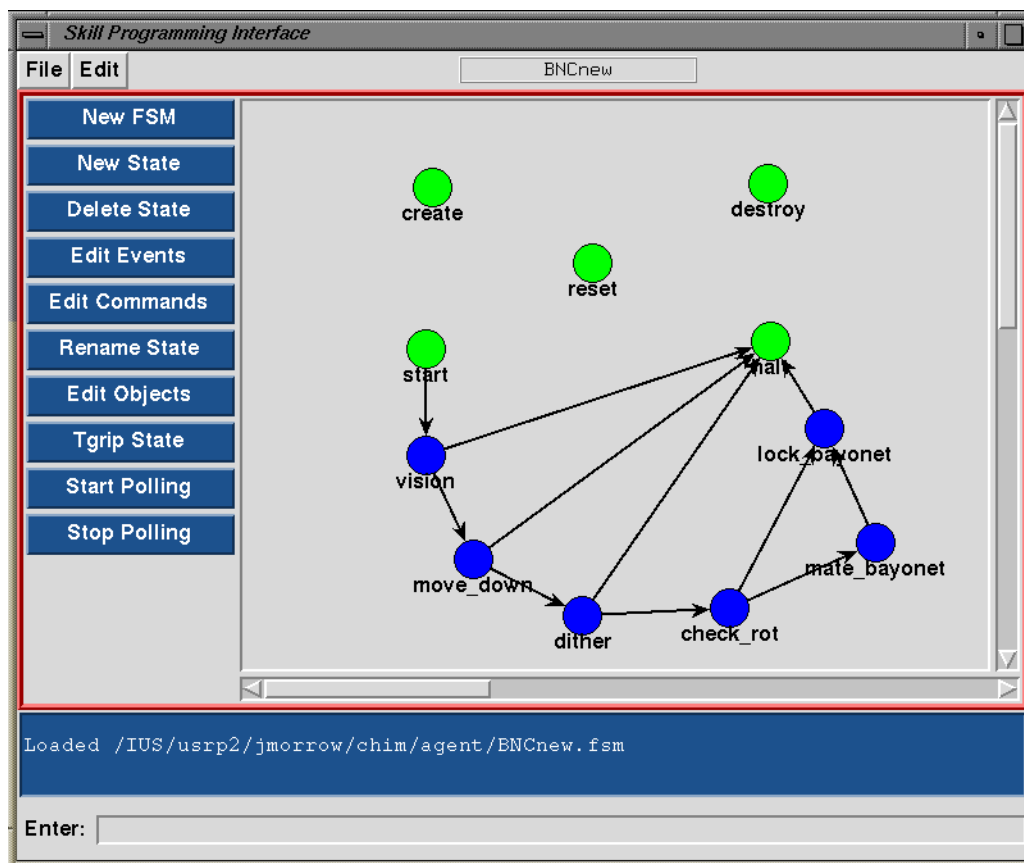 Skill Programming Interface
File Edit
BNCnew
New FSM
New State
Delete State
Edit Events
Edit Commands
Rename State
Edit Objects
Tgrip State
Start Polling
Stop Polling
create
destroy
reset
start
halt
vision
lock_bayonet
move_down
mate_bayonet
dither
check_rot
Loaded /IUS/usrp2/jmorrow/chim/agent/BNCnew.fsm
Enter: